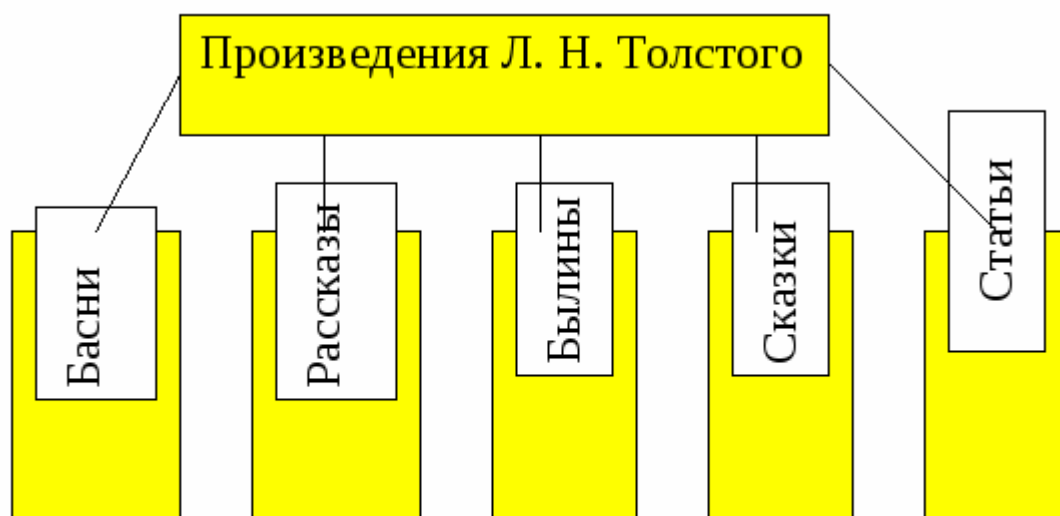 Произведения Л. Н. Толстого
Басни
Рассказы
Былины
Сказки
Статьи